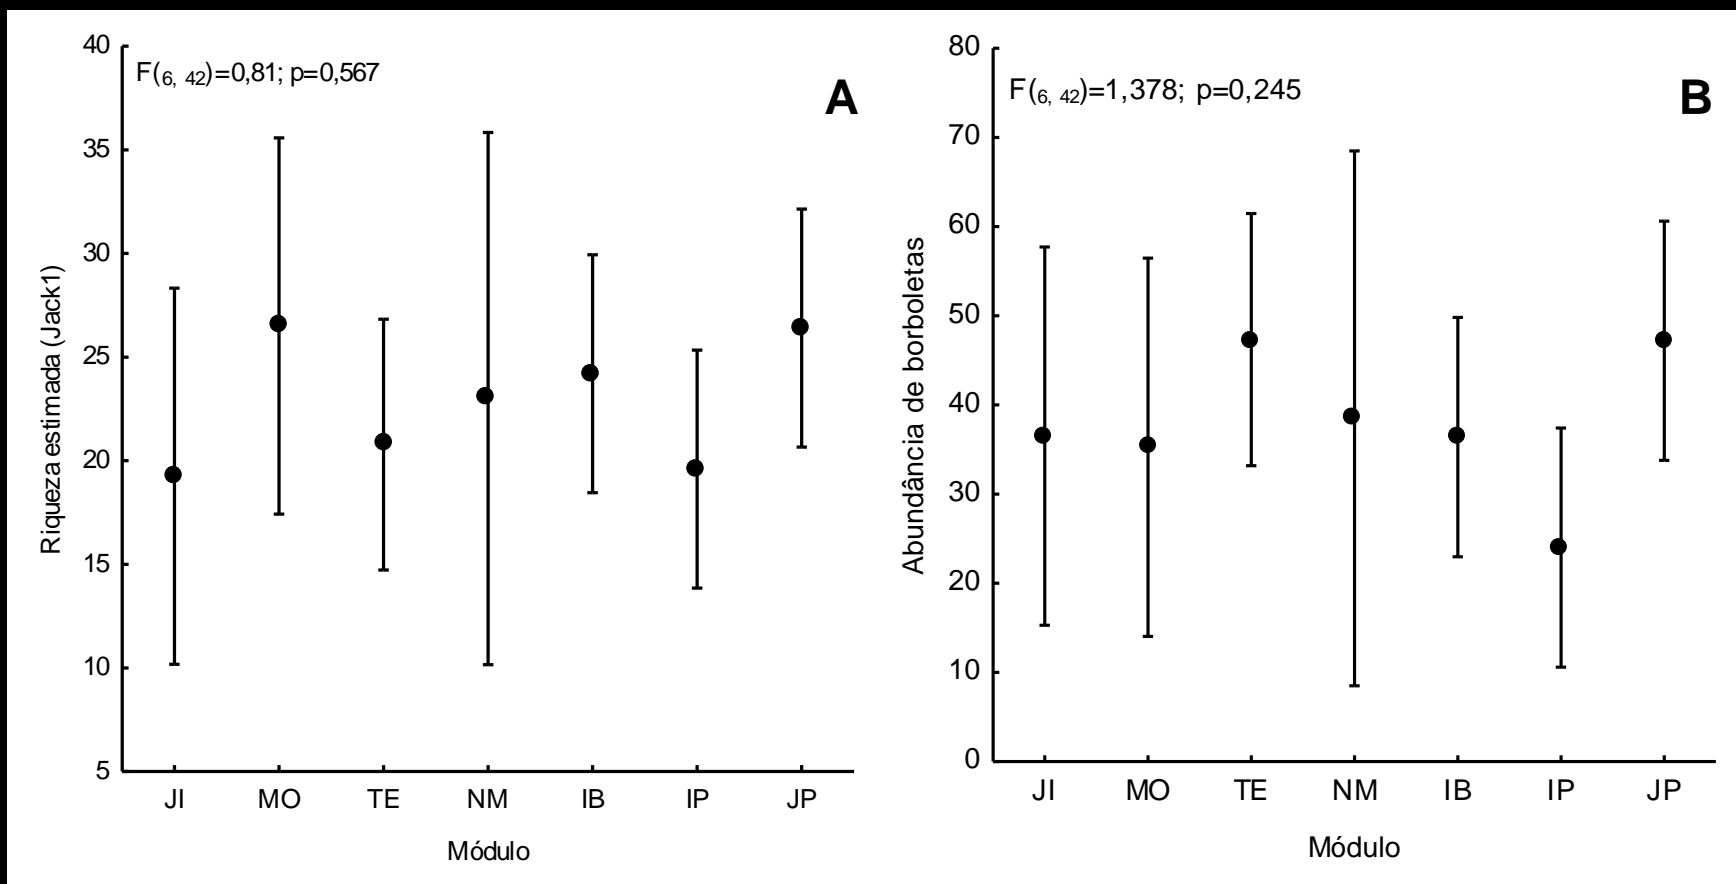 F(6, 42)=0,81; p=0,567
A
Riqueza estimada (Jack1)
40
35
30
25
20
15
10
5
JI MO TE NM IB IP JP
Módulo
F(6, 42)=1,378; p=0,245
B
Abundância de borboletas
80
70
60
50
40
30
20
10
0
JI MO TE NM IB IP JP
Módulo